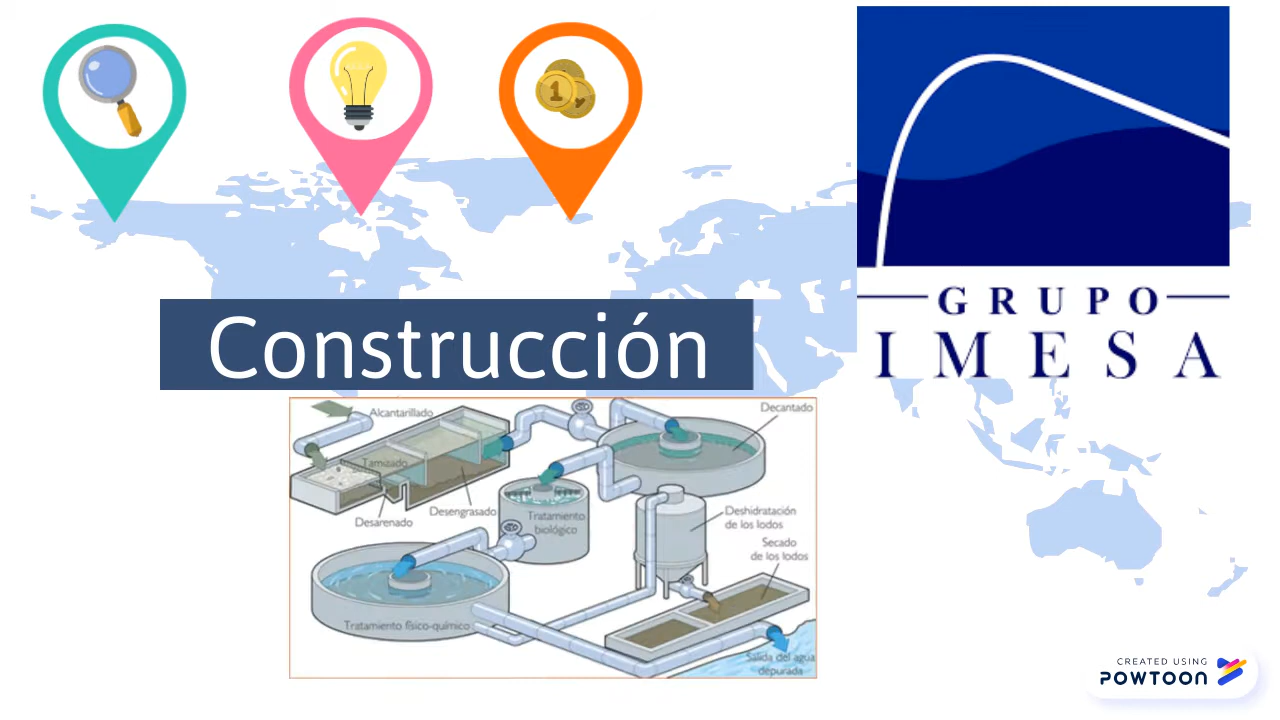 GRUPO
IMESA
Construcción
Alcantarillado
Decantado
Tamizado
Desarenado
Desengrasado
Tratamiento
biológico
Deshidratación
de los lodos
Secado
de los lodos
Tratamiento físico-químico
Salida del agua
depurada
CREATED USING
POWTOON